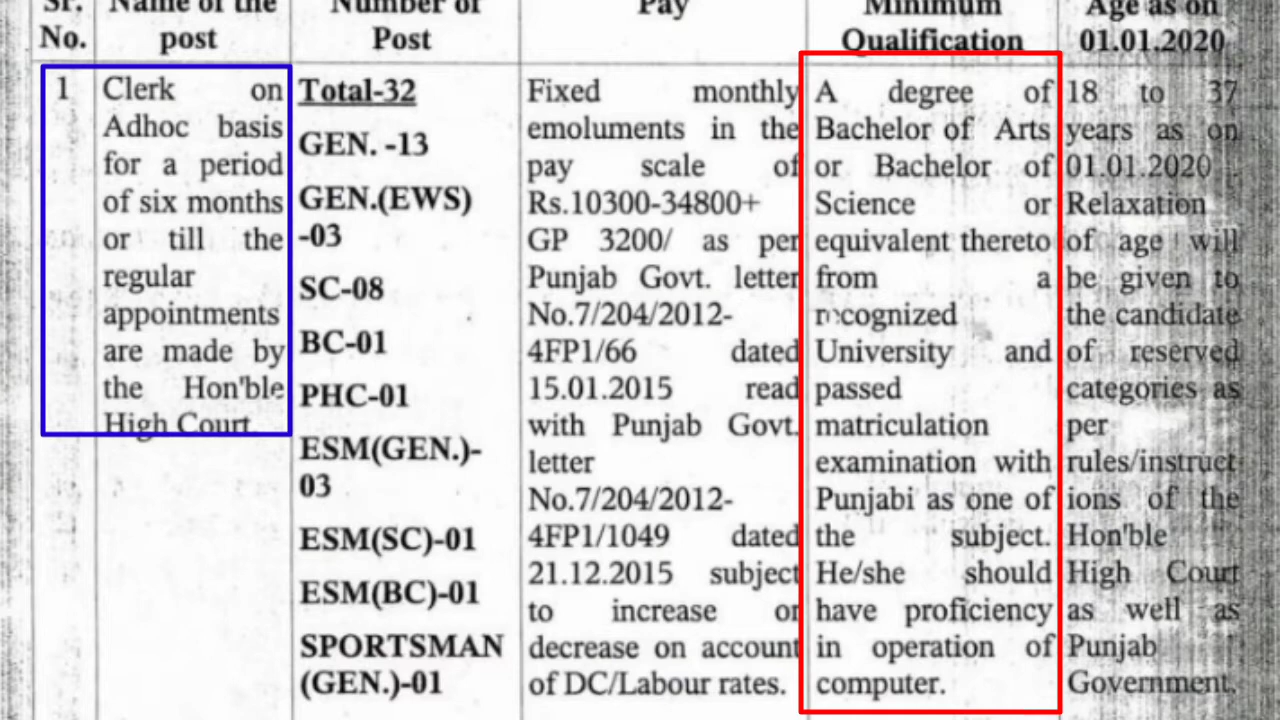 Sr.
No.
Name of the
post
Number of
Post
Pay
Minimum
Qualification
Age as on
01.01.2020
1
Clerk on
Adhoc basis
for a period
of six months
or till the
regular
appointments
are made by
the Hon'ble
High Court.
Total-32
GEN. -13
GEN.(EWS)
-03
SC-08
BC-01
PHC-01
ESM(GEN.)-
03
ESM(SC)-01
ESM(BC)-01
SPORTSMAN
(GEN.)-01
Fixed monthly
emoluments in the
pay scale of
Rs.10300-34800+
GP 3200/ as per
Punjab Govt. letter
No.7/204/2012-
4FP1/66 dated
15.01.2015 read
with Punjab Govt.
letter
No.7/204/2012-
4FP1/1049 dated
21.12.2015 subject
to increase or
decrease on account
of DC/Labour rates.
A degree of
Bachelor of Arts
or Bachelor of
Science or
equivalent thereto
from a
recognized
University and
passed
matriculation
examination with
Punjabi as one of
the subject.
He/she should
have proficiency
in operation of
computer.
18 to 37
years as on
01.01.2020
Relaxation
of age will
be given to
the candidate
of reserved
categories as
per
rules/instruct
ions of the
Hon'ble
High Court
as well as
Punjab
Government.